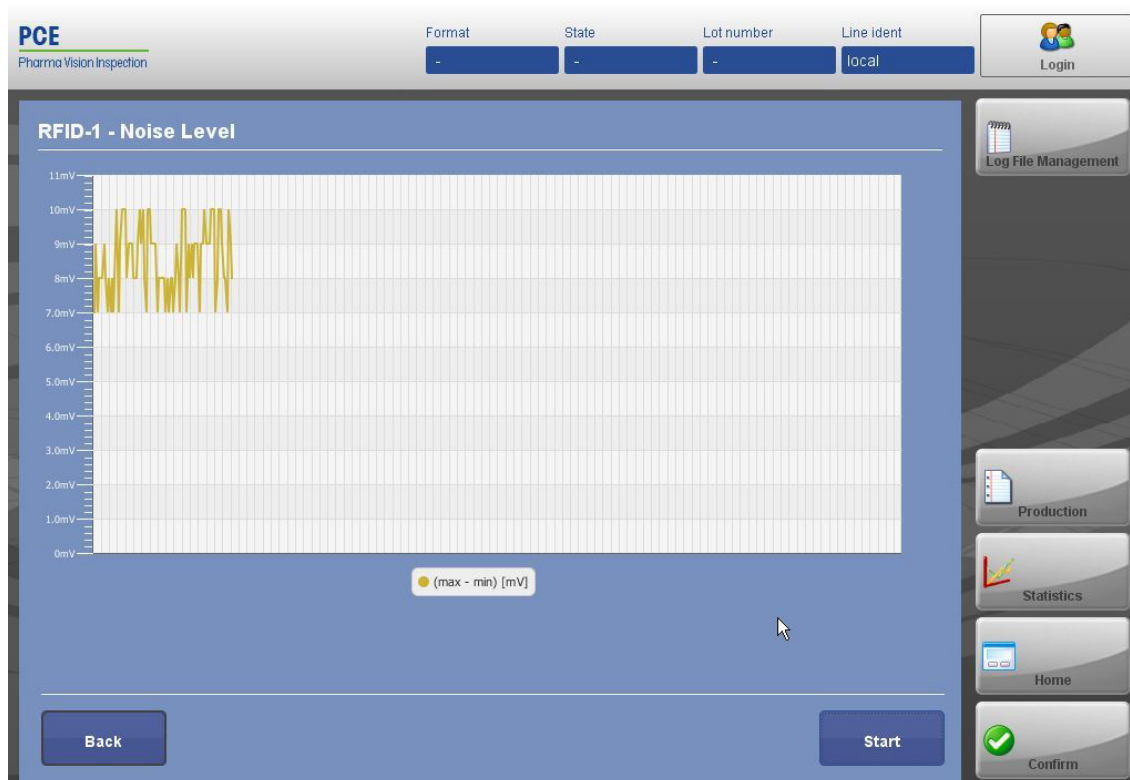 PCE
Pharma Vision Inspection
Format
State
Lot number
Line ident
-
-
-
local
Login
RFID-1 - Noise Level
Log File Management
11mV
10mV
9mV
8mV
7.0mV
6.0mV
5.0mV
4.0mV
3.0mV
2.0mV
1.0mV
0mV
(max - min) [mV]
Production
Statistics
Home
Back
Start
Confirm